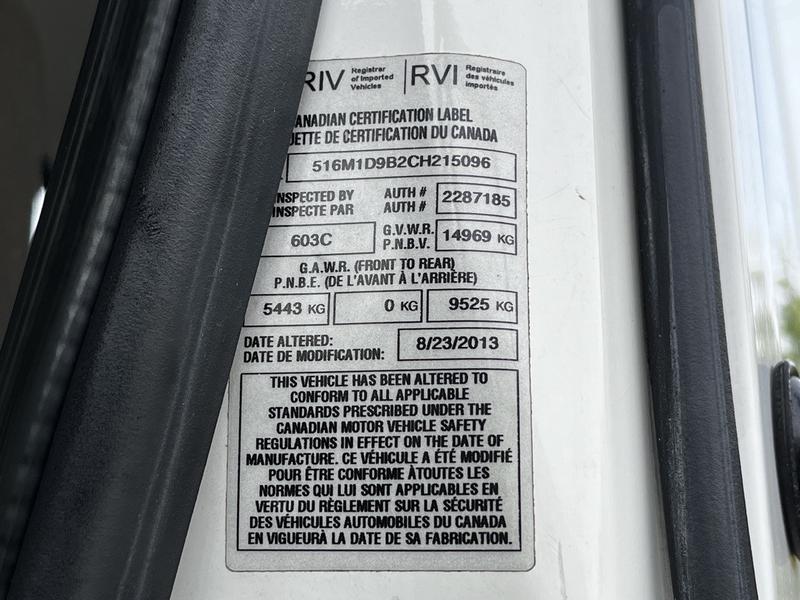 RIV Registrar of Imported Vehicles RVI Registraire des véhicules importés
CANADIAN CERTIFICATION LABEL
DE CERTIFICATION DU CANADA
516M1D9B2CH215096
INSPECTED BY AUTH # 2287185
INSPECTE PAR AUTH #
603C G.V.W.R. P.N.B.V. 14969 KG
G.A.W.R. (FRONT TO REAR)
P.N.B.E. (DE L'AVANT À L'ARRIÈRE)
5443 KG 0 KG 9525 KG
DATE ALTERED: 8/23/2013
DATE DE MODIFICATION:
THIS VEHICLE HAS BEEN ALTERED TO
CONFORM TO ALL APPLICABLE
STANDARDS PRESCRIBED UNDER THE
CANADIAN MOTOR VEHICLE SAFETY
REGULATIONS IN EFFECT ON THE DATE OF
MANUFACTURE. CE VÉHICULE A ÉTÉ MODIFIÉ
POUR ÊTRE CONFORME ÀTOUTES LES
NORMES QUI LUI SONT APPLICABLES EN
VERTU DU RÈGLEMENT SUR LA SÉCURITÉ
DES VÉHICULES AUTOMOBILES DU CANADA
EN VIGUEURÀ LA DATE DE SA FABRICATION.